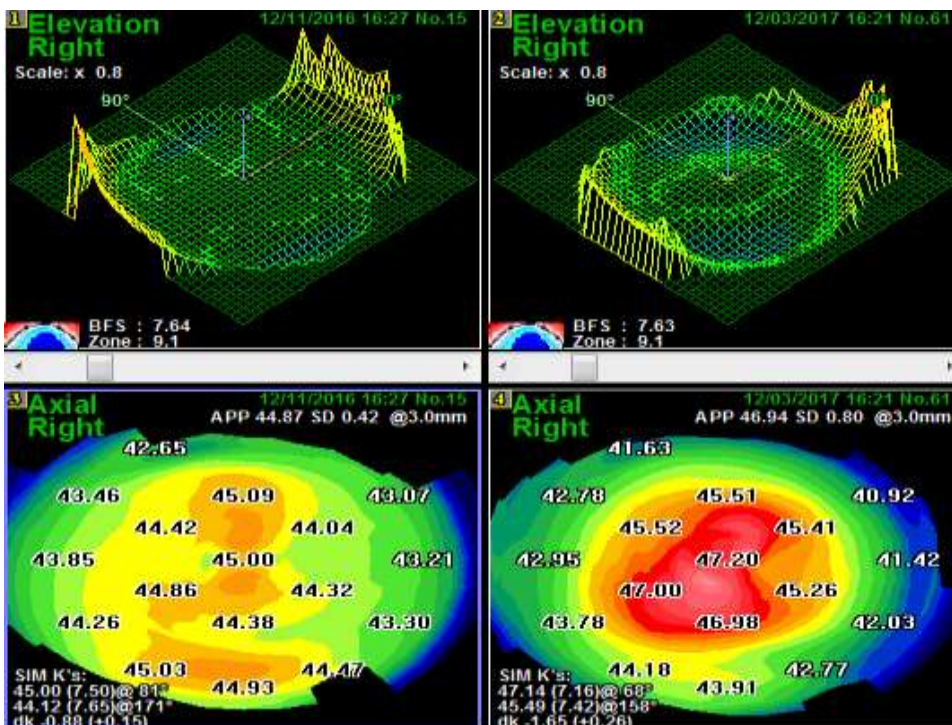 1 Elevation 12/11/2016 16:27 No.15
Right
Scale: x 0.8
90°
0°
BFS : 7.64
Zone : 9.1
2 Elevation 12/03/2017 16:21 No.61
Right
Scale: x 0.8
90°
0°
BFS : 7.63
Zone : 9.1
3 Axial 12/11/2016 16:27 No.15
Right APP 44.87 SD 0.42 @3.0mm
42.65
43.46 45.09 43.07
44.42 44.04
43.85 45.00 43.21
44.86 44.32
44.26 44.38 43.30
45.03 44.93 44.47
SIM K's:
45.00 (7.50)@ 81°
44.12 (7.65)@171°
dk -0.88 (+0.15)
4 Axial 12/03/2017 16:21 No.61
Right APP 46.94 SD 0.80 @3.0mm
41.63
42.78 45.51 40.92
45.52 45.41
42.95 47.20 41.42
47.00 45.26
43.78 46.98 42.03
44.18 43.91 42.77
SIM K's:
47.14 (7.16)@ 68°
45.49 (7.42)@158°
dk -1.65 (+0.26)